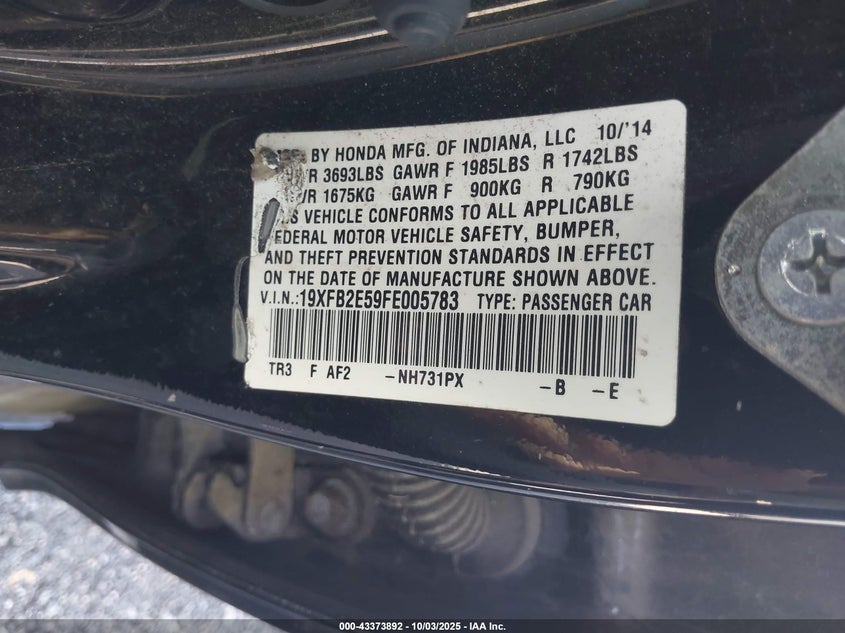 BY HONDA MFG. OF INDIANA, LLC 10/'14
R 3693LBS GAWR F 1985LBS R 1742LBS
R 1675KG GAWR F 900KG R 790KG
VEHICLE CONFORMS TO ALL APPLICABLE
FEDERAL MOTOR VEHICLE SAFETY, BUMPER,
AND THEFT PREVENTION STANDARDS IN EFFECT
ON THE DATE OF MANUFACTURE SHOWN ABOVE.
V.I.N.:19XFB2E59FE005783 TYPE: PASSENGER CAR
TR3 F AF2 -NH731PX -B -E
000-43373892 - 10/03/2025 - IAA Inc.